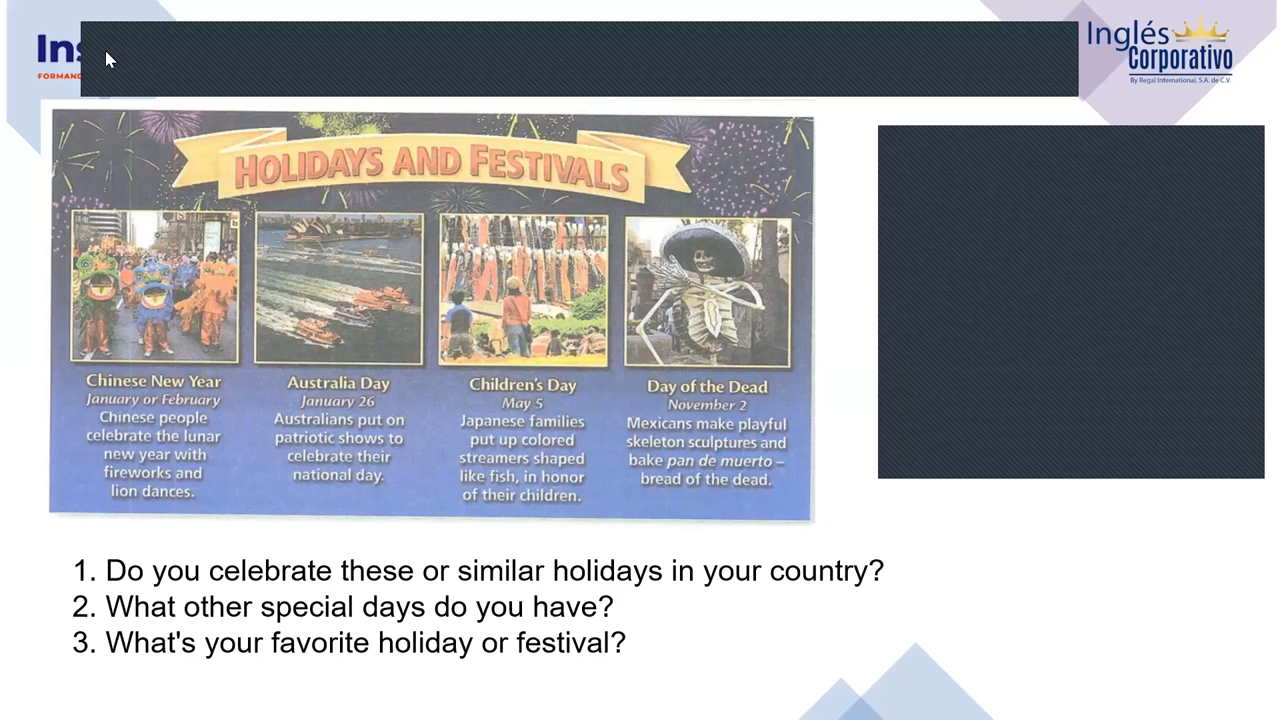 Ins
FORMAND
Inglés
Corporativo
By Regal International, S.A. de C.V.
HOLIDAYS AND FESTIVALS
Chinese New Year
January or February
Chinese people
celebrate the lunar
new year with
fireworks and
lion dances.
Australia Day
January 26
Australians put on
patriotic shows to
celebrate their
national day.
Children's Day
May 5
Japanese families
put up colored
streamers shaped
like fish, in honor
of their children.
Day of the Dead
November 2
Mexicans make playful
skeleton sculptures and
bake pan de muerto –
bread of the dead.
1. Do you celebrate these or similar holidays in your country?
2. What other special days do you have?
3. What's your favorite holiday or festival?